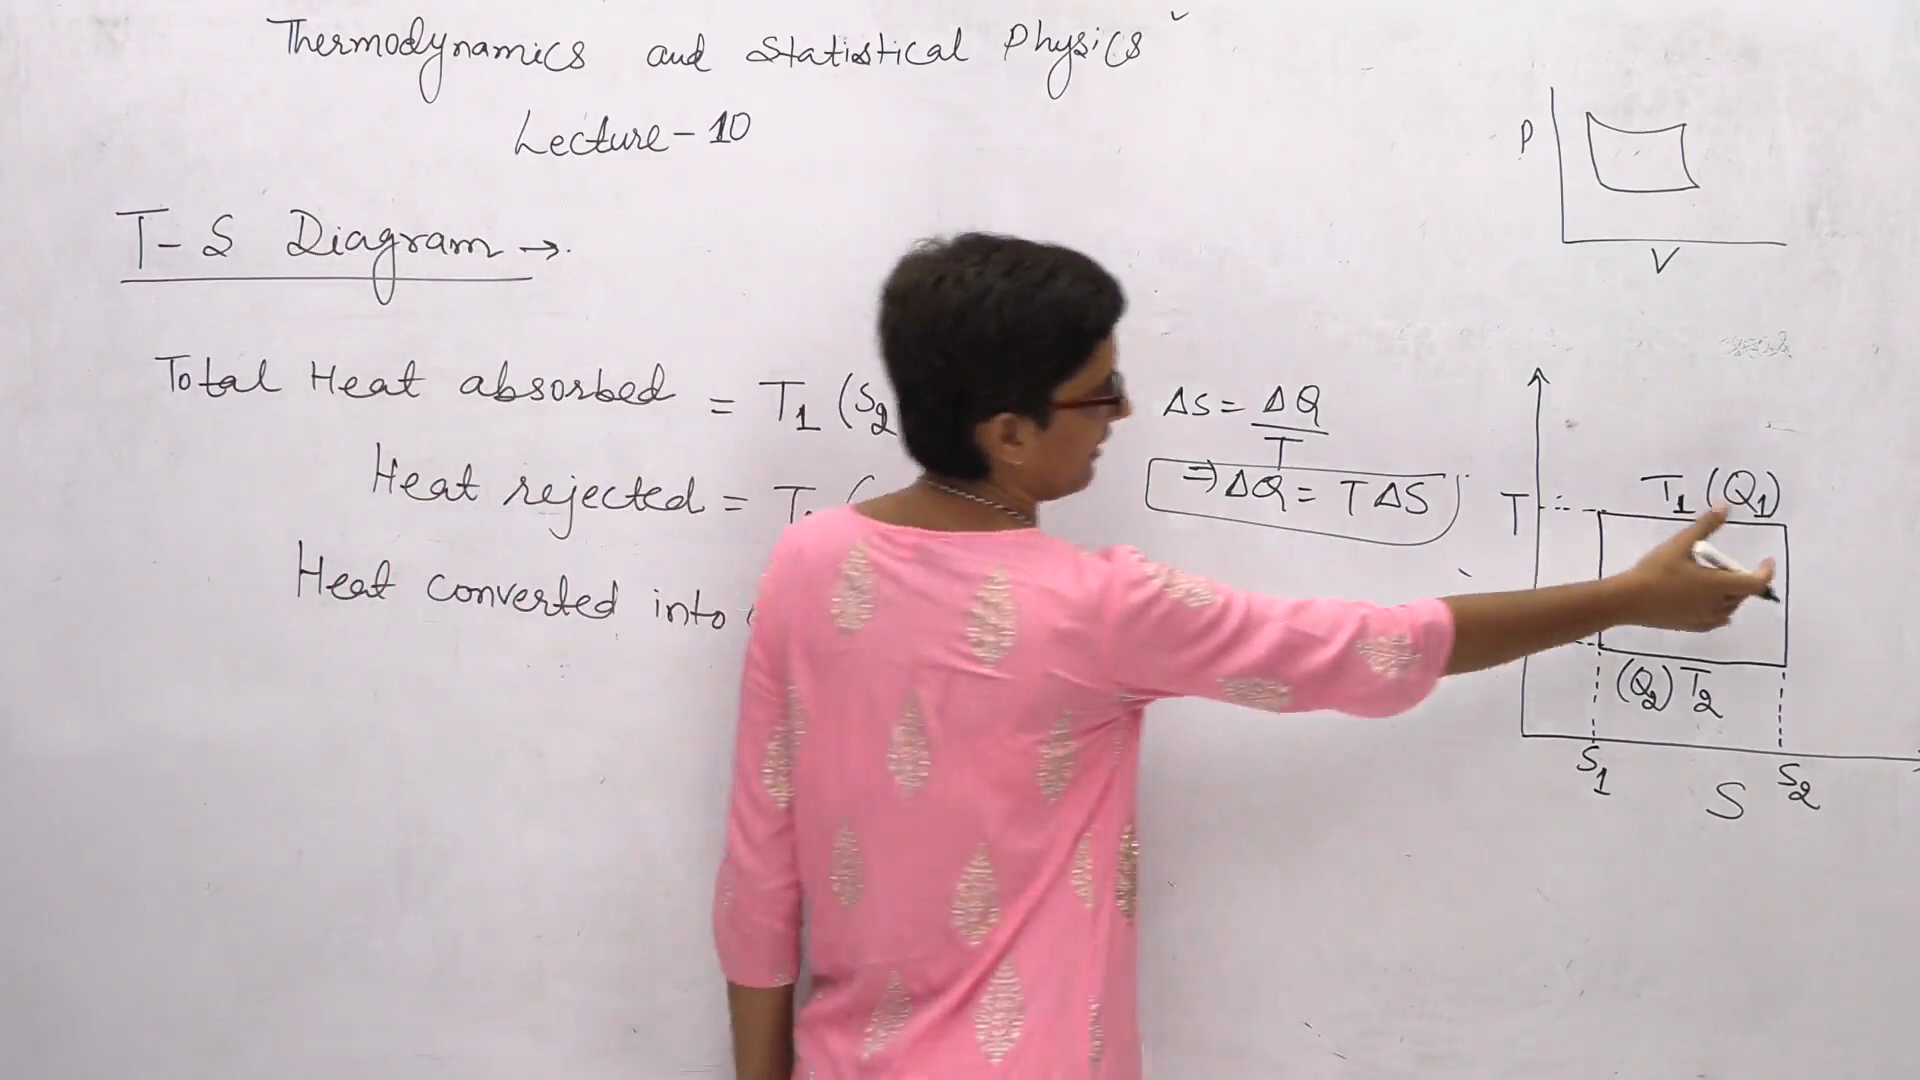 Thermodynamics and Statistical Physics
Lecture - 10
T - S Diagram →
Total Heat absorbed = T1 (S2
Heat rejected = T
Heat converted into
ΔS = ΔQ / T
⇒ ΔQ = T ΔS
P
V
T
T1 (Q1)
(Q2) T2
S1
S2
S